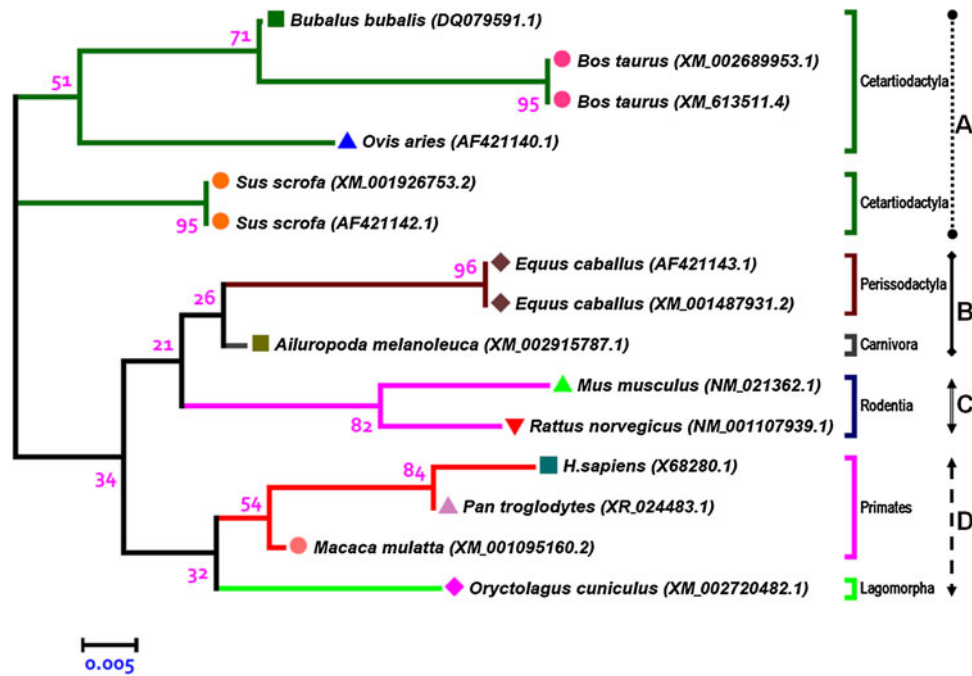 Bubalus bubalis (DQ079591.1)
71
51
Bos taurus (XM_002689953.1)
Cetartiodactyla
95
Bos taurus (XM_613511.4)
A
Ovis aries (AF421140.1)
Sus scrofa (XM_001926753.2)
Cetartiodactyla
95
Sus scrofa (AF421142.1)
96
Equus caballus (AF421143.1)
Perissodactyla
26
Equus caballus (XM_001487931.2)
B
21
Ailuropoda melanoleuca (XM_002915787.1)
Carnivora
Mus musculus (NM_021362.1)
Rodentia
C
82
Rattus norvegicus (NM_001107939.1)
34
84
H.sapiens (X68280.1)
54
Pan troglodytes (XR_024483.1)
Primates
D
Macaca mulatta (XM_001095160.2)
32
Oryctolagus cuniculus (XM_002720482.1)
Lagomorpha
0.005